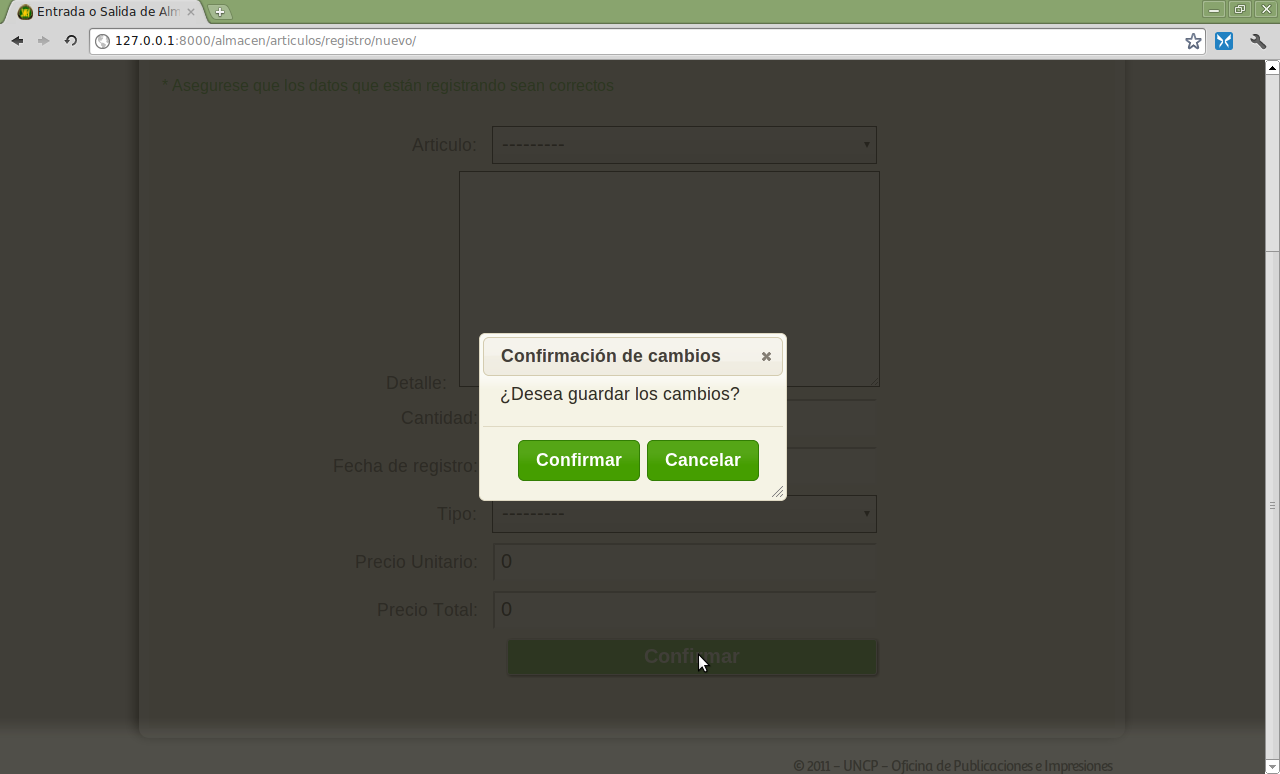 Entrada o Salida de Alm
127.0.0.1:8000/almacen/articulos/registro/nuevo/
* Asegurese que los datos que están registrando sean correctos
Articulo: ---------
Detalle:
Confirmación de cambios
¿Desea guardar los cambios?
Confirmar Cancelar
Cantidad:
Fecha de registro:
Tipo: ---------
Precio Unitario: 0
Precio Total: 0
Confirmar
© 2011 - UNCP - Oficina de Publicaciones e Impresiones